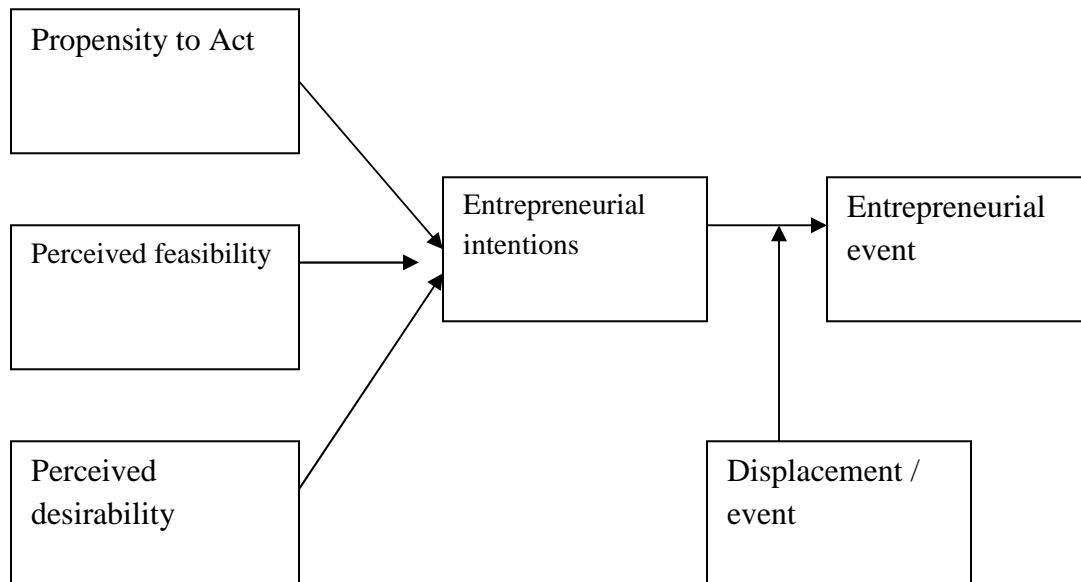 Propensity to Act
Perceived feasibility
Perceived
desirability
Entrepreneurial
intentions
Entrepreneurial
event
Displacement /
event